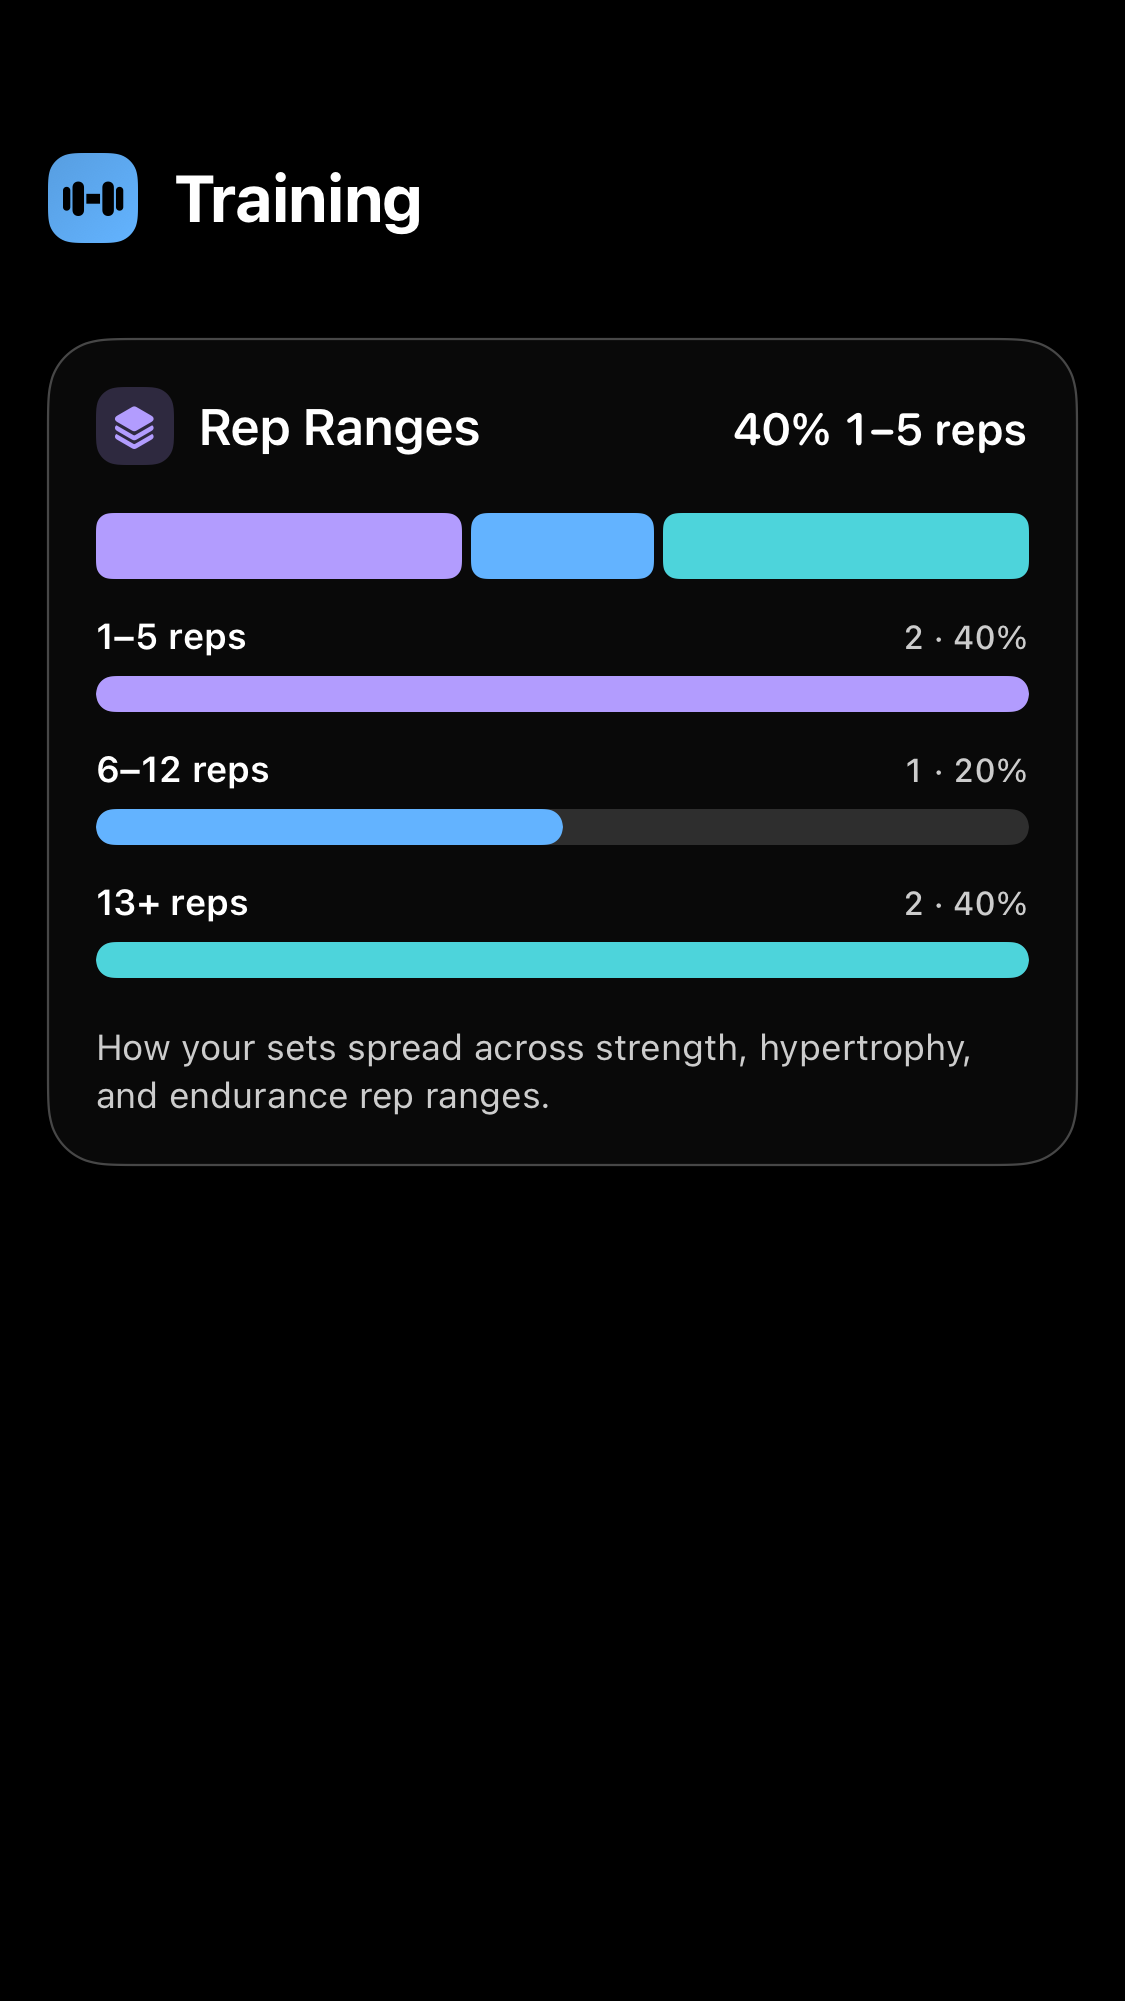 Training
Rep Ranges
40% 1–5 reps
1–5 reps
2 · 40%
6–12 reps
1 · 20%
13+ reps
2 · 40%
How your sets spread across strength, hypertrophy,
and endurance rep ranges.